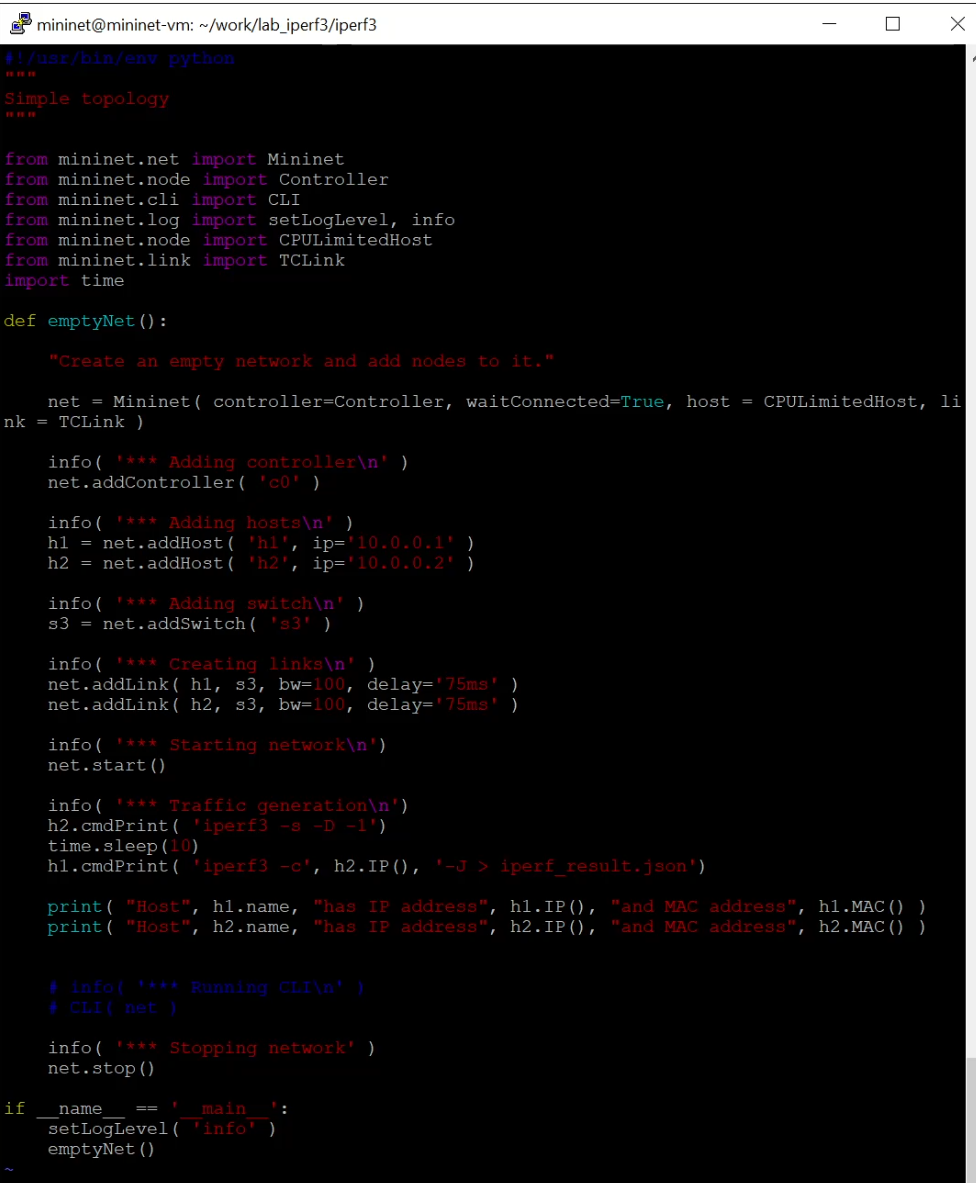 mininet@mininet-vm: ~/work/lab_iperf3/iperf3
#!/usr/bin/env python
"""
Simple topology
"""
from mininet.net import Mininet
from mininet.node import Controller
from mininet.cli import CLI
from mininet.log import setLogLevel, info
from mininet.node import CPULimitedHost
from mininet.link import TCLink
import time
def emptyNet():
    "Create an empty network and add nodes to it."
    net = Mininet( controller=Controller, waitConnected=True, host = CPULimitedHost, li
nk = TCLink )
    info( '*** Adding controller\n' )
    net.addController( 'c0' )
    info( '*** Adding hosts\n' )
    h1 = net.addHost( 'h1', ip='10.0.0.1' )
    h2 = net.addHost( 'h2', ip='10.0.0.2' )
    info( '*** Adding switch\n' )
    s3 = net.addSwitch( 's3' )
    info( '*** Creating links\n' )
    net.addLink( h1, s3, bw=100, delay='75ms' )
    net.addLink( h2, s3, bw=100, delay='75ms' )
    info( '*** Starting network\n')
    net.start()
    info( '*** Traffic generation\n')
    h2.cmdPrint( 'iperf3 -s -D -1')
    time.sleep(10)
    h1.cmdPrint( 'iperf3 -c', h2.IP(), '-J > iperf_result.json')
    print( "Host", h1.name, "has IP address", h1.IP(), "and MAC address", h1.MAC() )
    print( "Host", h2.name, "has IP address", h2.IP(), "and MAC address", h2.MAC() )
    # info( '*** Running CLI\n' )
    # CLI( net )
    info( '*** Stopping network' )
    net.stop()
if __name__ == '__main__':
    setLogLevel( 'info' )
    emptyNet()
~